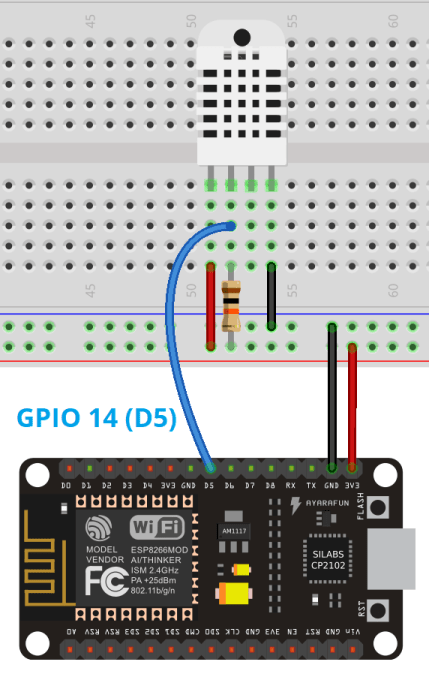 45
50
55
60
45
55
60
GPIO 14 (D5)
D0 D1 D2 D3 D4 3V3 GND D5 D6 D7 D8 RX TX GND 3V3
AYARAFUN
FLASH
WiFi
AM1117
MODEL
VENDOR
ESP8266MOD
AI/THINKER
ISM 2.4GHz
PA +25dBm
802.11b/g/n
FC
SILABS
CP2102
RST
A0 RSV RSV SD3 SD2 SD1 CMD SD0 CLK GND 3V3 EN RST GND Vin